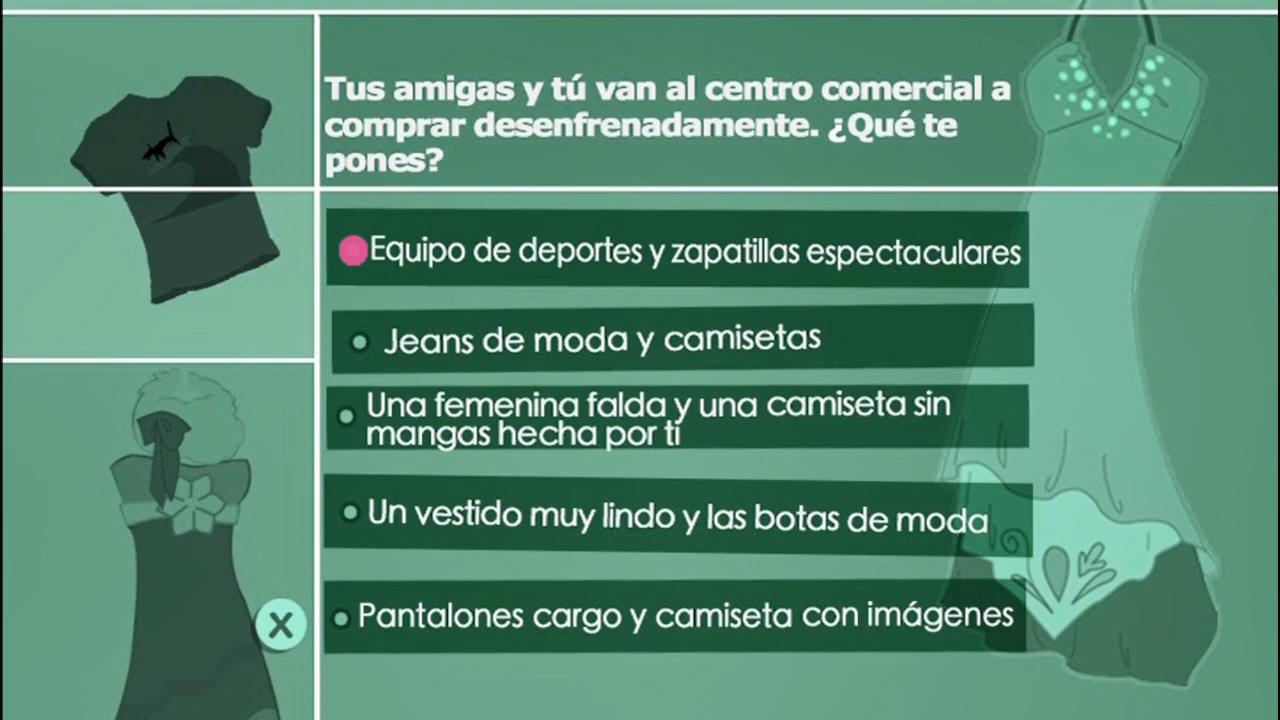 Tus amigas y tú van al centro comercial a
comprar desenfrenadamente. ¿Qué te
pones?
Equipo de deportes y zapatillas espectaculares
Jeans de moda y camisetas
Una femenina falda y una camiseta sin
mangas hecha por ti
Un vestido muy lindo y las botas de moda
X
Pantalones cargo y camiseta con imágenes